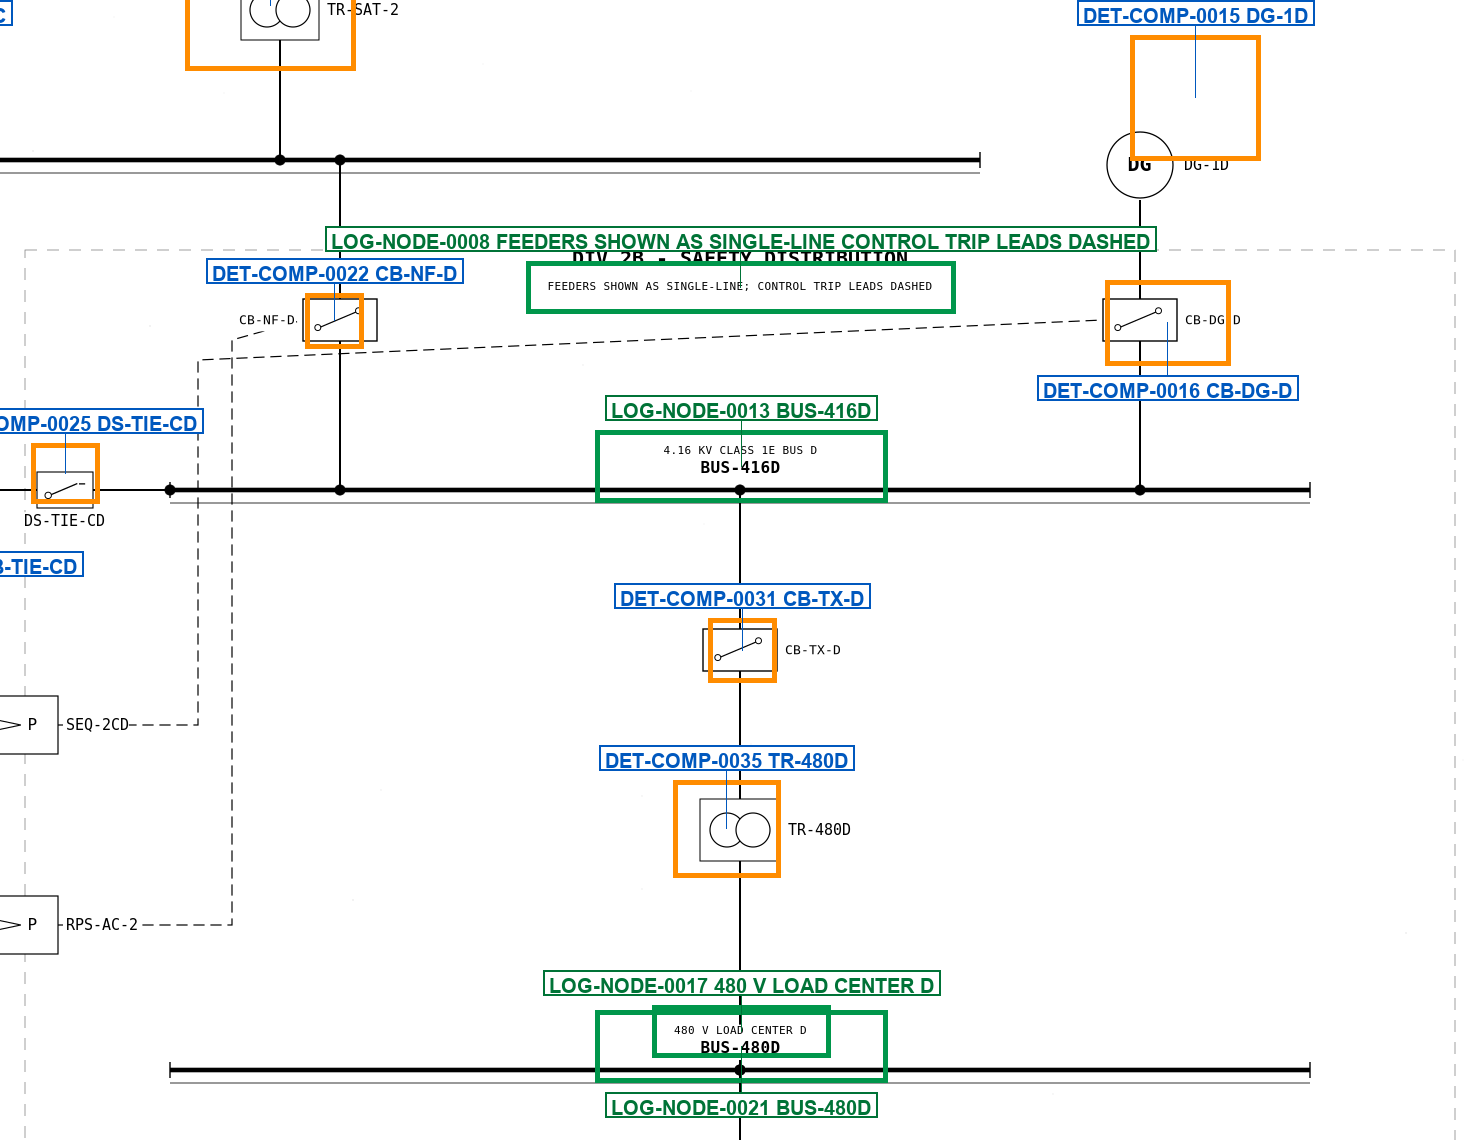 C
TR-SAT-2
DET-COMP-0015 DG-1D
DG
DG-1D
LOG-NODE-0008 FEEDERS SHOWN AS SINGLE-LINE CONTROL TRIP LEADS DASHED
DIV 2B - SAFETY DISTRIBUTION
DET-COMP-0022 CB-NF-D
FEEDERS SHOWN AS SINGLE-LINE; CONTROL TRIP LEADS DASHED
CB-NF-D
CB-DG-D
DET-COMP-0016 CB-DG-D
LOG-NODE-0013 BUS-416D
OMP-0025 DS-TIE-CD
4.16 KV CLASS 1E BUS D
BUS-416D
DS-TIE-CD
B-TIE-CD
DET-COMP-0031 CB-TX-D
CB-TX-D
P
SEQ-2CD
DET-COMP-0035 TR-480D
TR-480D
P
RPS-AC-2
LOG-NODE-0017 480 V LOAD CENTER D
480 V LOAD CENTER D
BUS-480D
LOG-NODE-0021 BUS-480D